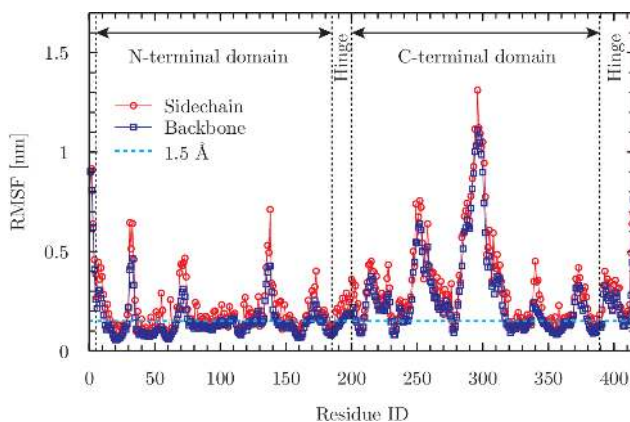 N-terminal domain
Hinge
C-terminal domain
Hinge
Sidechain
Backbone
1.5 Å
RMSF [nm]
1.5
1
0.5
0
0 50 100 150 200 250 300 350 400
Residue ID